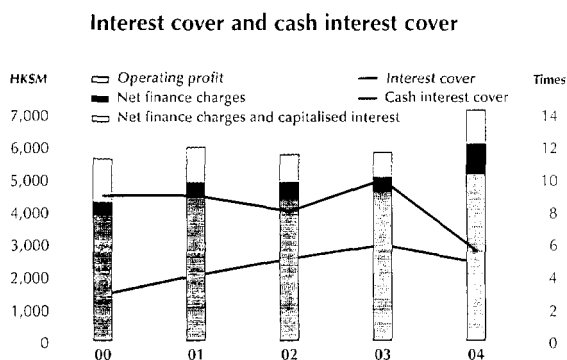 Interest cover and cash interest cover
HK$M Operating profit Interest cover Times
Net finance charges Cash interest cover
Net finance charges and capitalised interest
7,000 14
6,000 12
5,000 10
4,000 8
3,000 6
2,000 4
1,000 2
0 0
00 01 02 03 04